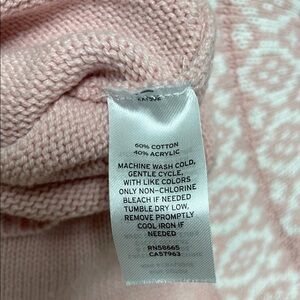 60% COTTON
40% ACRYLIC
MACHINE WASH COLD,
GENTLE CYCLE,
WITH LIKE COLORS
ONLY NON-CHLORINE
BLEACH IF NEEDED
TUMBLE DRY LOW,
REMOVE PROMPTLY
COOL IRON IF
NEEDED
RN58665
CA57963